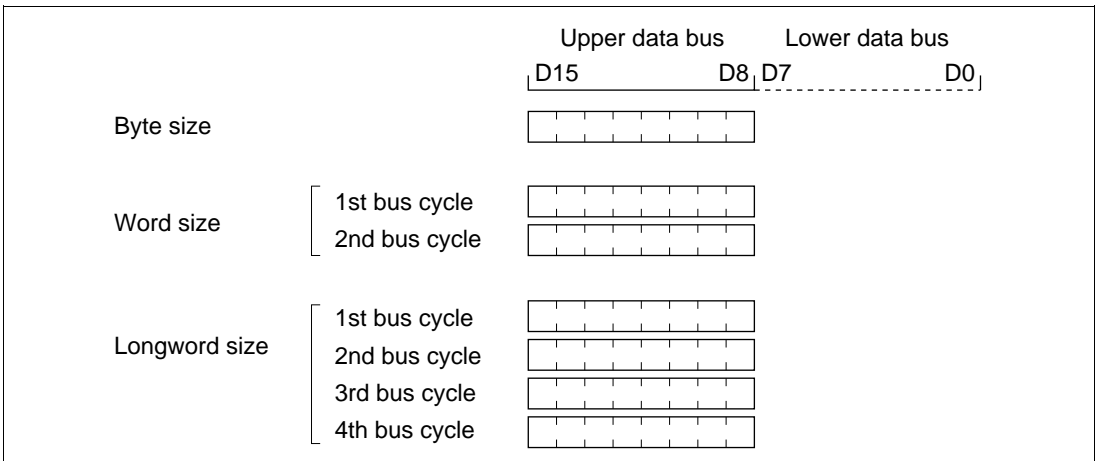 Upper data bus Lower data bus
D15 D8 D7 D0
Byte size
Word size
1st bus cycle
2nd bus cycle
Longword size
1st bus cycle
2nd bus cycle
3rd bus cycle
4th bus cycle